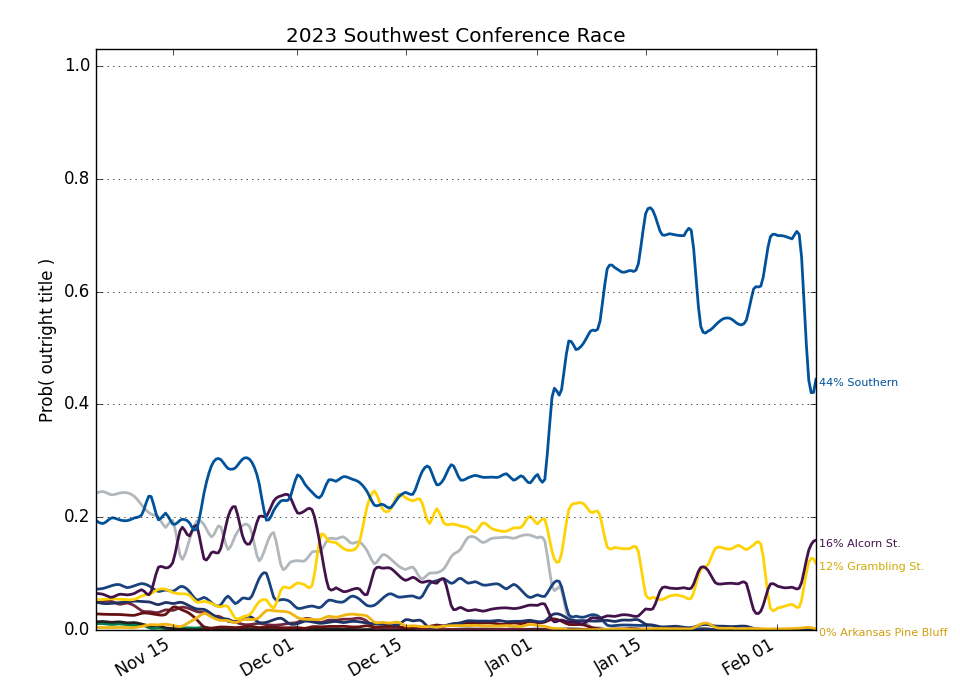 2023 Southwest Conference Race
Prob( outright title )
1.0
0.8
0.6
0.4
0.2
0.0
Nov 15
Dec 01
Dec 15
Jan 01
Jan 15
Feb 01
44% Southern
16% Alcorn St.
12% Grambling St.
0% Arkansas Pine Bluff